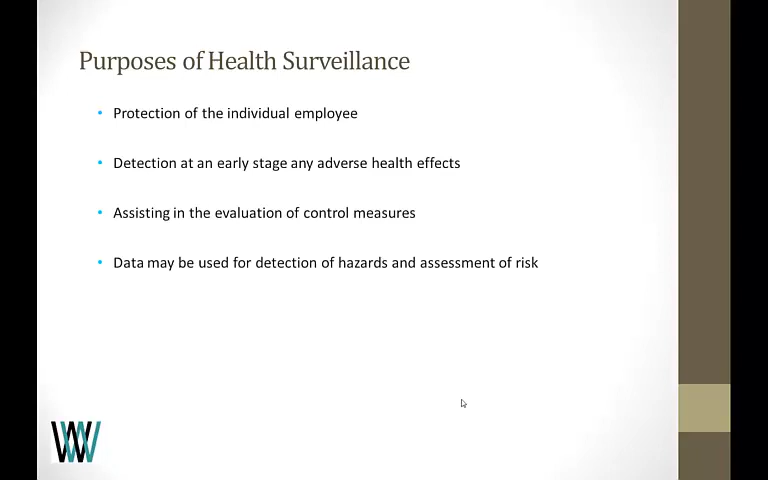 Purposes of Health Surveillance
• Protection of the individual employee
• Detection at an early stage any adverse health effects
• Assisting in the evaluation of control measures
• Data may be used for detection of hazards and assessment of risk
WW